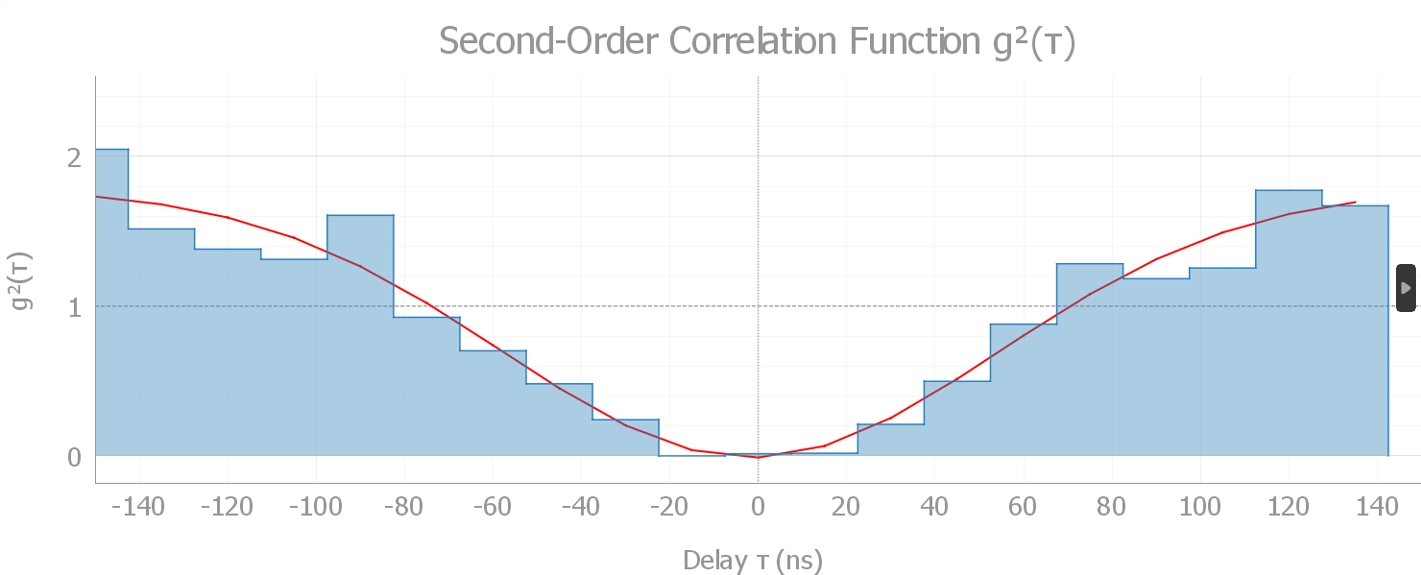 Second-Order Correlation Function g²(τ)
2
1
0
g²(τ)
-140 -120 -100 -80 -60 -40 -20 0 20 40 60 80 100 120 140
Delay τ (ns)